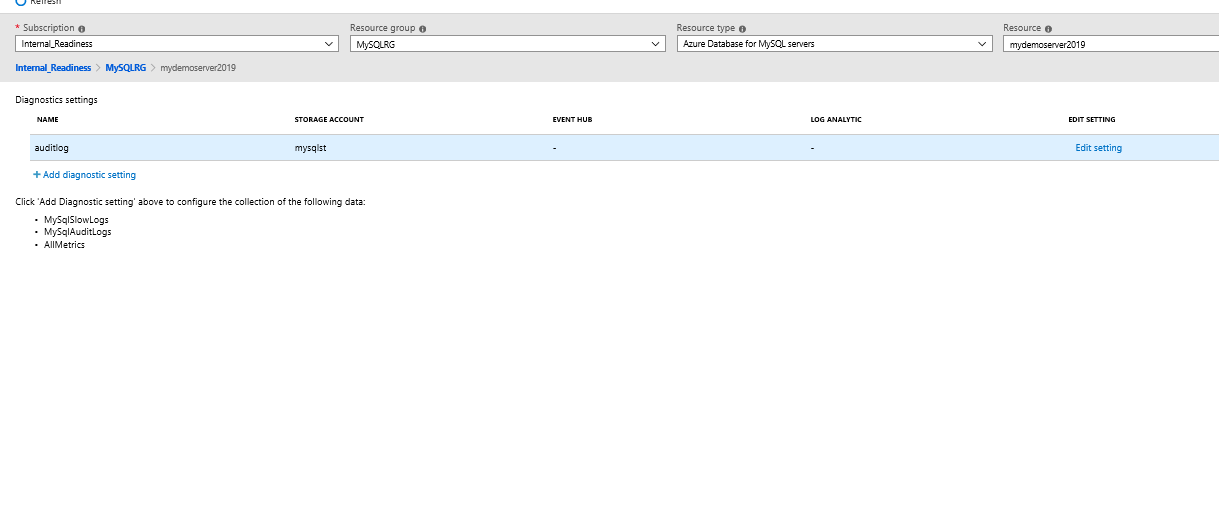 Refresh
* Subscription
Resource group
Resource type
Resource
Internal_Readiness
MySQLRG
Azure Database for MySQL servers
mydemoserver2019
Internal_Readiness > MySQLRG > mydemoserver2019
Diagnostics settings
NAME STORAGE ACCOUNT EVENT HUB LOG ANALYTIC EDIT SETTING
auditlog mysqlst - - Edit setting
+ Add diagnostic setting
Click 'Add Diagnostic setting' above to configure the collection of the following data:
• MySqlSlowLogs
• MySqlAuditLogs
• AllMetrics